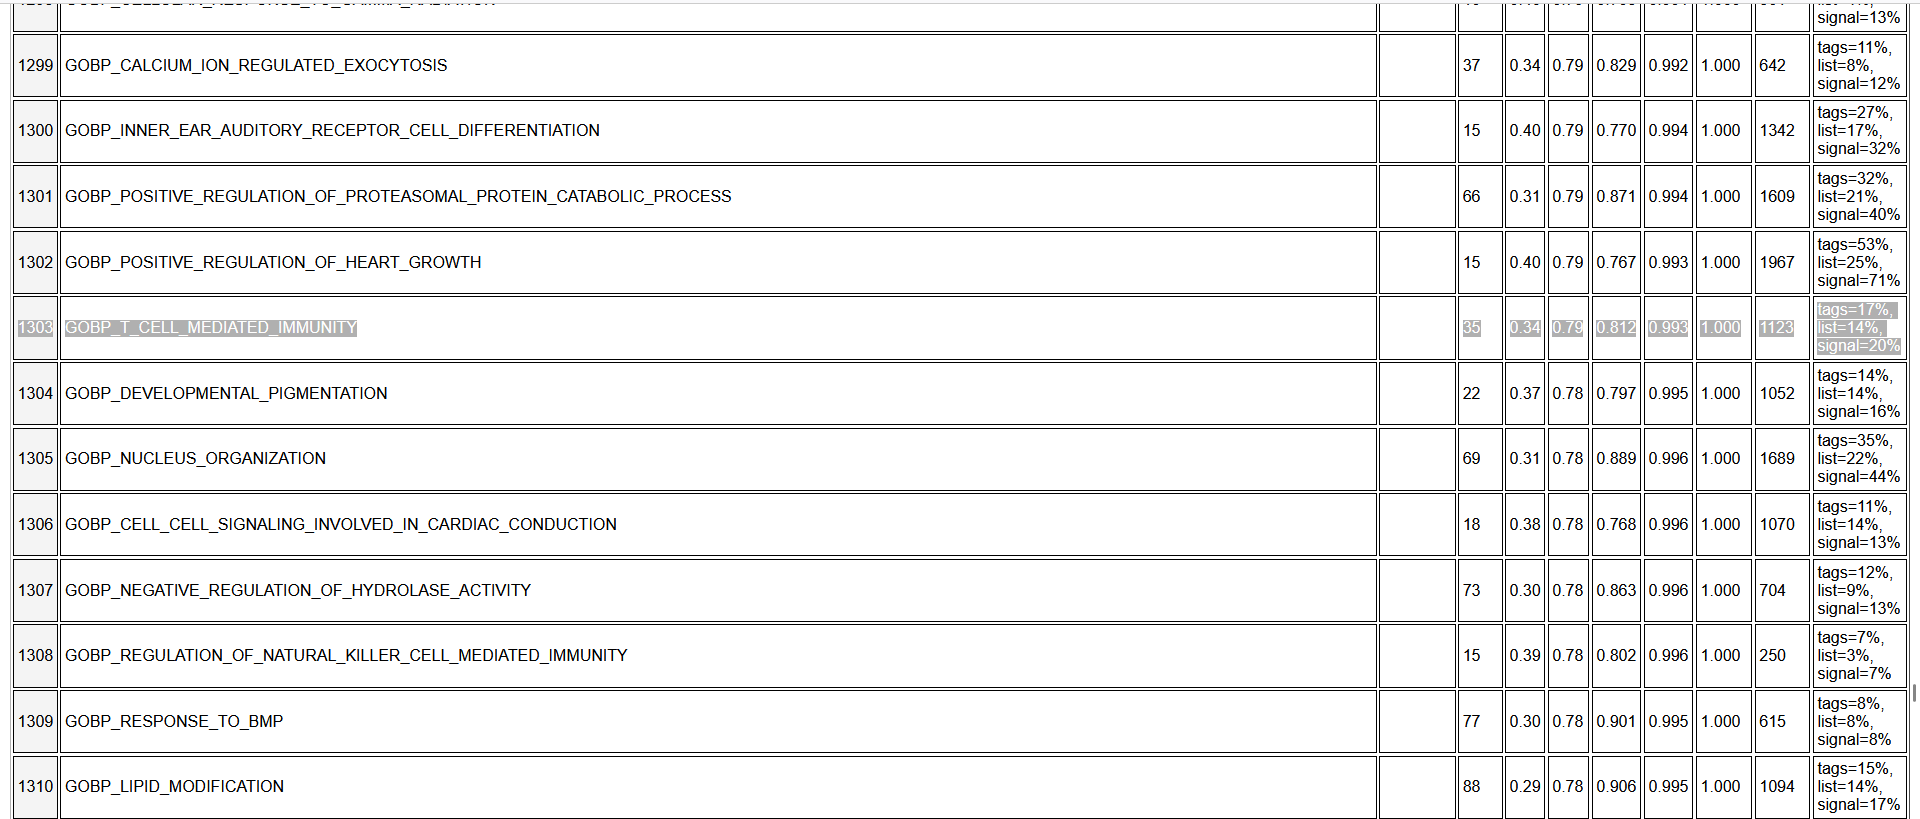 signal=13%
1299 GOBP_CALCIUM_ION_REGULATED_EXOCYTOSIS 37 0.34 0.79 0.829 0.992 1.000 642 tags=11%, list=8%, signal=12%
1300 GOBP_INNER_EAR_AUDITORY_RECEPTOR_CELL_DIFFERENTIATION 15 0.40 0.79 0.770 0.994 1.000 1342 tags=27%, list=17%, signal=32%
1301 GOBP_POSITIVE_REGULATION_OF_PROTEASOMAL_PROTEIN_CATABOLIC_PROCESS 66 0.31 0.79 0.871 0.994 1.000 1609 tags=32%, list=21%, signal=40%
1302 GOBP_POSITIVE_REGULATION_OF_HEART_GROWTH 15 0.40 0.79 0.767 0.993 1.000 1967 tags=53%, list=25%, signal=71%
1303 GOBP_T_CELL_MEDIATED_IMMUNITY 35 0.34 0.79 0.812 0.993 1.000 1123 tags=17%, list=14%, signal=20%
1304 GOBP_DEVELOPMENTAL_PIGMENTATION 22 0.37 0.78 0.797 0.995 1.000 1052 tags=14%, list=14%, signal=16%
1305 GOBP_NUCLEUS_ORGANIZATION 69 0.31 0.78 0.889 0.996 1.000 1689 tags=35%, list=22%, signal=44%
1306 GOBP_CELL_CELL_SIGNALING_INVOLVED_IN_CARDIAC_CONDUCTION 18 0.38 0.78 0.768 0.996 1.000 1070 tags=11%, list=14%, signal=13%
1307 GOBP_NEGATIVE_REGULATION_OF_HYDROLASE_ACTIVITY 73 0.30 0.78 0.863 0.996 1.000 704 tags=12%, list=9%, signal=13%
1308 GOBP_REGULATION_OF_NATURAL_KILLER_CELL_MEDIATED_IMMUNITY 15 0.39 0.78 0.802 0.996 1.000 250 tags=7%, list=3%, signal=7%
1309 GOBP_RESPONSE_TO_BMP 77 0.30 0.78 0.901 0.995 1.000 615 tags=8%, list=8%, signal=8%
1310 GOBP_LIPID_MODIFICATION 88 0.29 0.78 0.906 0.995 1.000 1094 tags=15%, list=14%, signal=17%